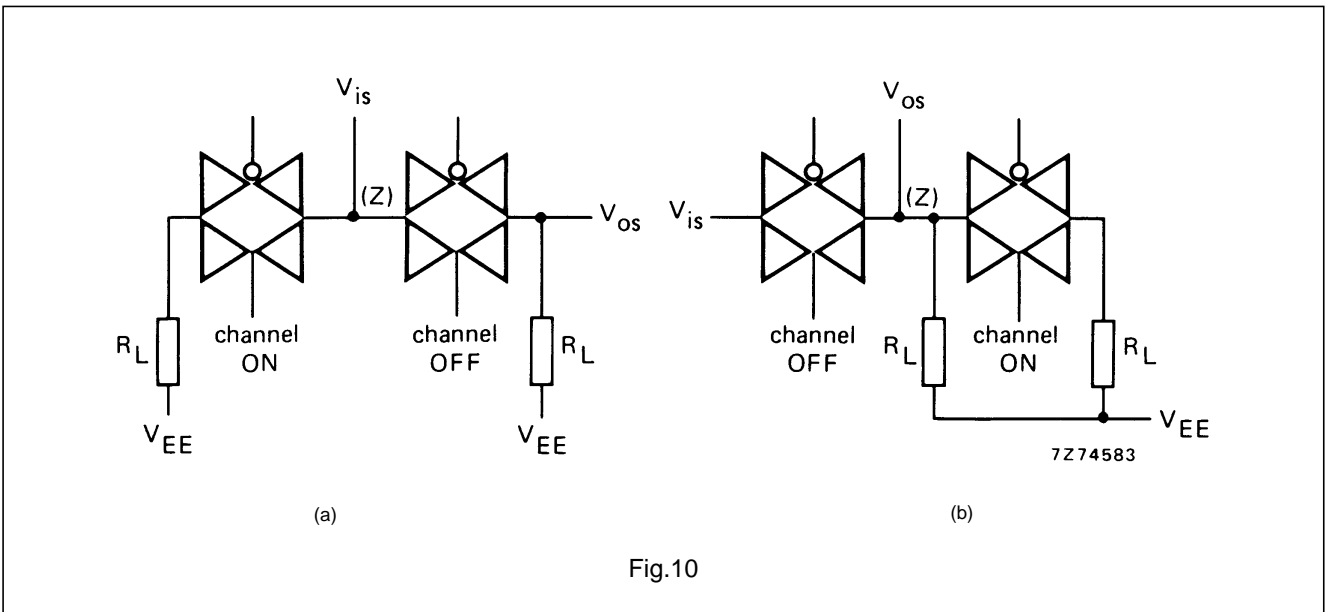 V_is
(Z)
V_os
channel
ON
channel
OFF
R_L
R_L
V_EE
V_EE
(a)
V_os
V_is
(Z)
channel
OFF
channel
ON
R_L
R_L
V_EE
7Z74583
(b)
Fig.10